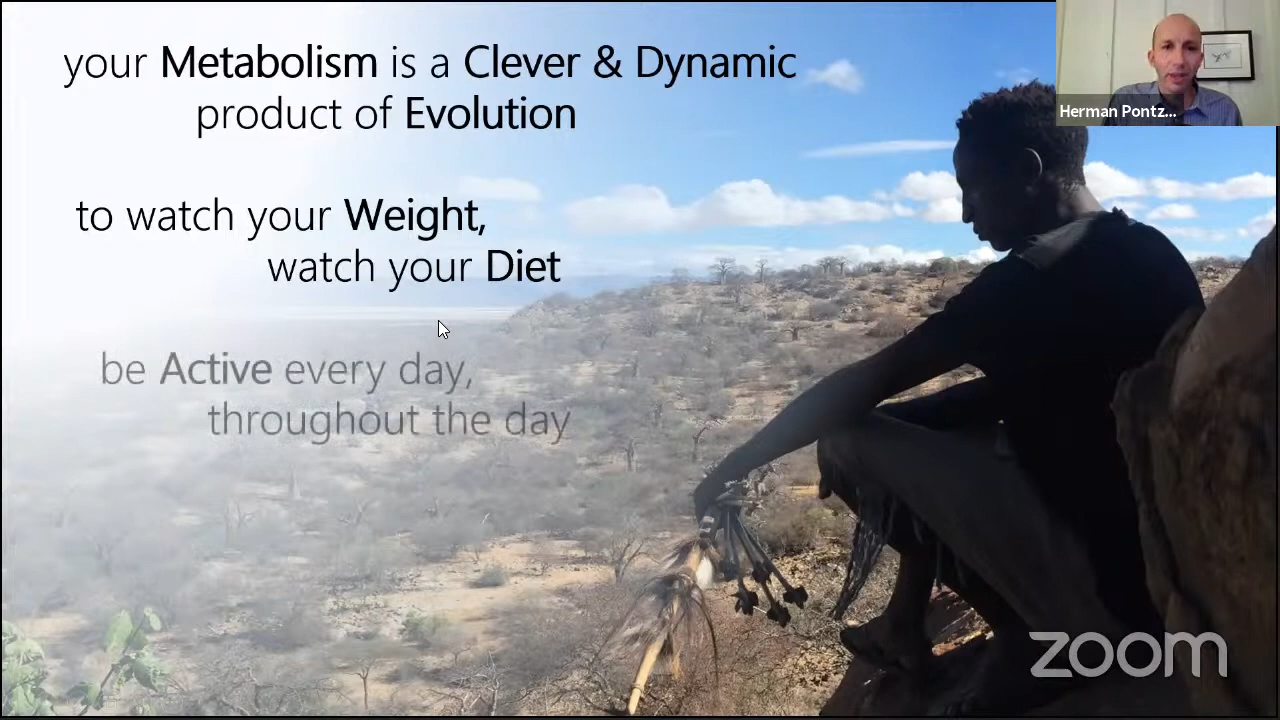 your Metabolism is a Clever & Dynamic
product of Evolution
to watch your Weight,
watch your Diet
be Active every day,
throughout the day
Herman Pontz...
zoom